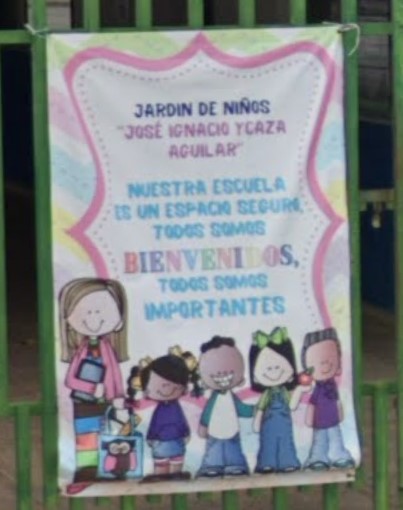 JARDIN DE NIÑOS
"JOSÉ IGNACIO YCAZA
AGUILAR"
NUESTRA ESCUELA
ES UN ESPACIO SEGURO,
TODOS SOMOS
BIENVENIDOS,
TODOS SOMOS
IMPORTANTES